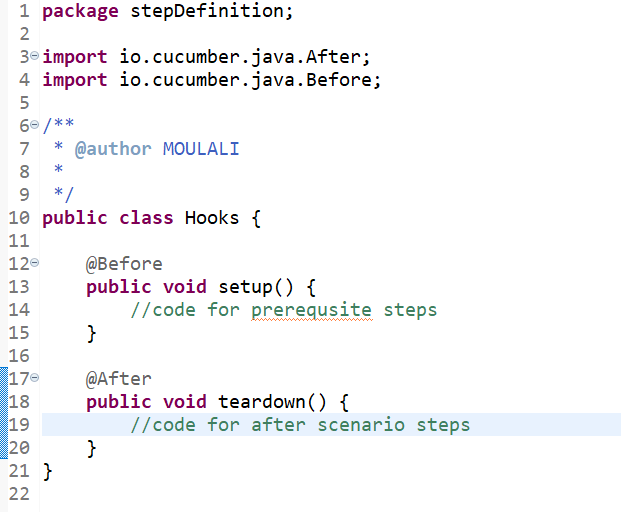 1 package stepDefinition;
2
3 import io.cucumber.java.After;
4 import io.cucumber.java.Before;
5
6 /**
7  * @author MOULALI
8  *
9  */
10 public class Hooks {
11
12     @Before
13     public void setup() {
14         //code for prerequsite steps
15     }
16
17     @After
18     public void teardown() {
19         //code for after scenario steps
20     }
21 }
22